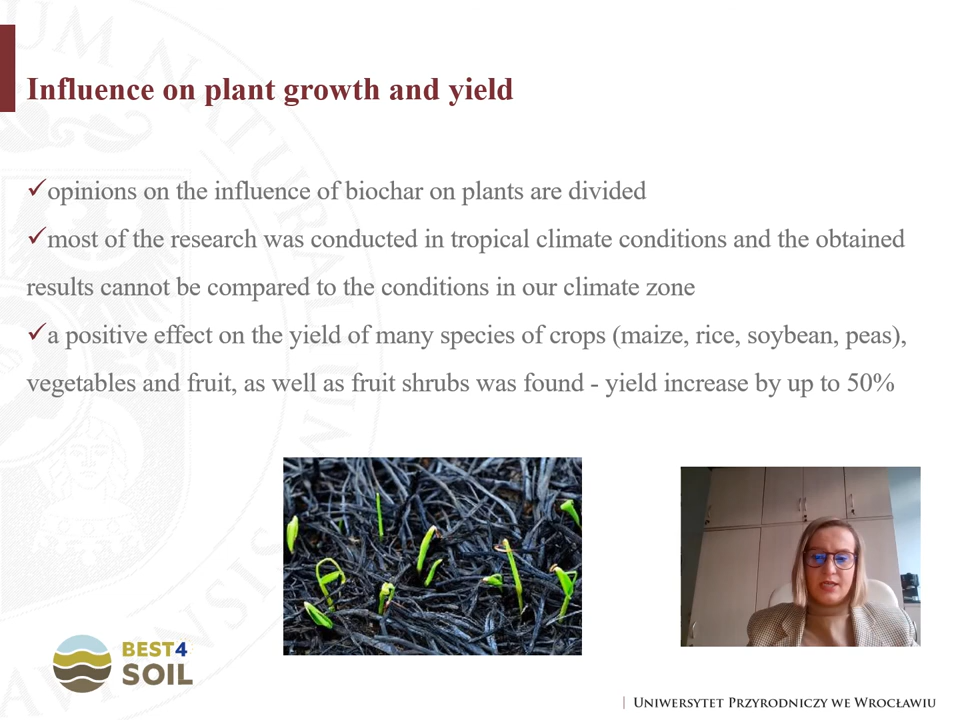 Influence on plant growth and yield
✓opinions on the influence of biochar on plants are divided
✓most of the research was conducted in tropical climate conditions and the obtained
results cannot be compared to the conditions in our climate zone
✓a positive effect on the yield of many species of crops (maize, rice, soybean, peas),
vegetables and fruit, as well as fruit shrubs was found - yield increase by up to 50%
BEST4
SOIL
| UNIWERSYTET PRZYRODNICZY WE WROCŁAWIU